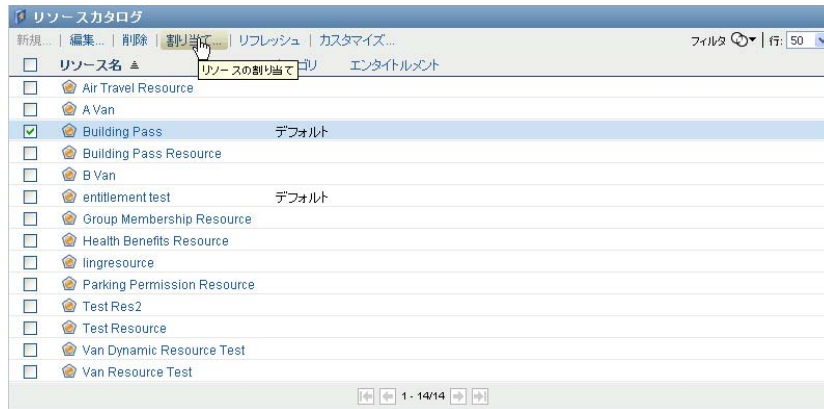 リソースカタログ
新規... | 編集... | 削除 | 割り当て... | リフレッシュ | カスタマイズ... フィルタ 行: 50
リソース名 ゴリ エンタイトルメント
リソースの割り当て
Air Travel Resource
A Van
Building Pass デフォルト
Building Pass Resource
B Van
entitlement test デフォルト
Group Membership Resource
Health Benefits Resource
lingresource
Parking Permission Resource
Test Res2
Test Resource
Van Dynamic Resource Test
Van Resource Test
1 - 14/14